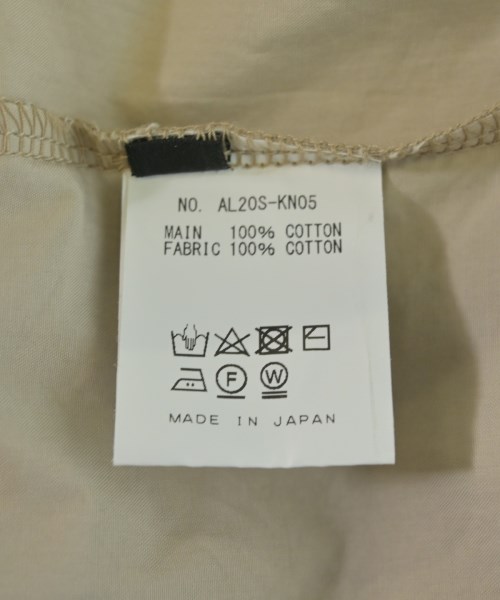 NO. AL20S-KN05
MAIN 100% COTTON
FABRIC 100% COTTON
F W
MADE IN JAPAN